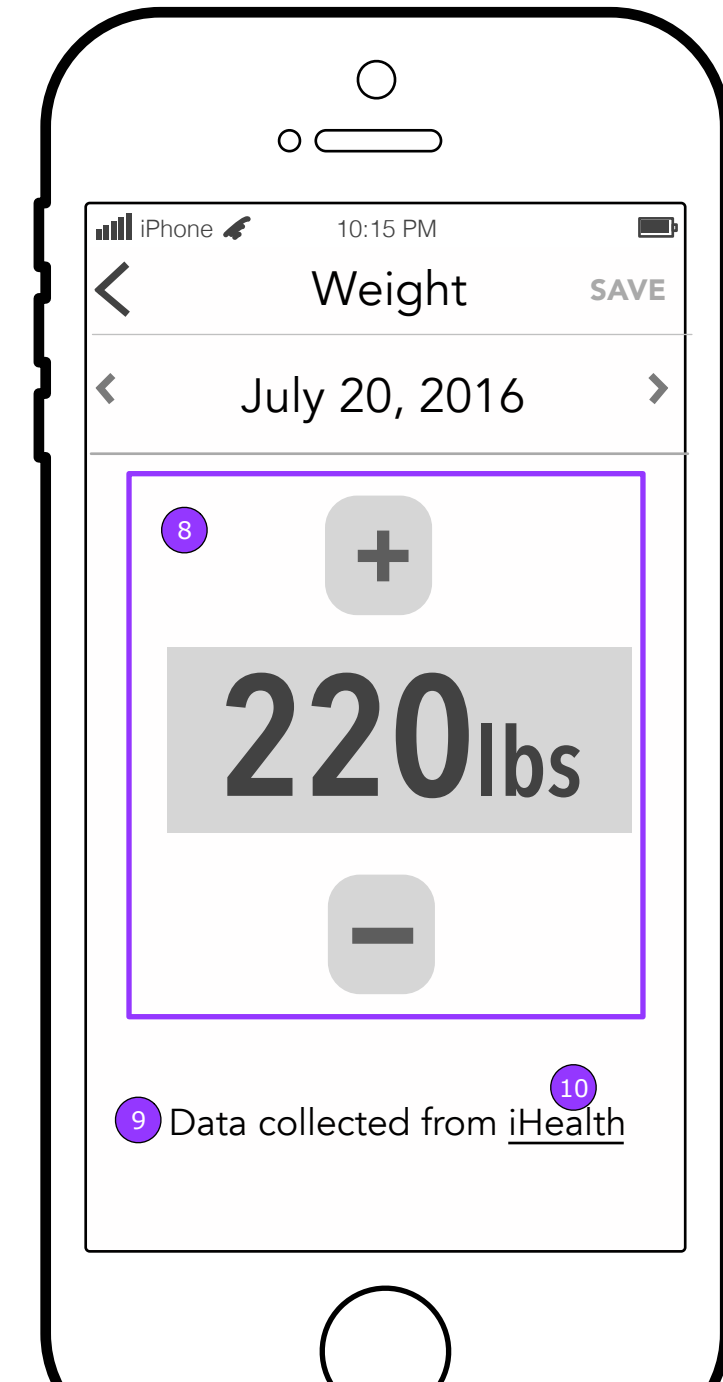 iPhone 10:15 PM
Weight SAVE
July 20, 2016
8
+
220lbs
−
10
9 Data collected from iHealth